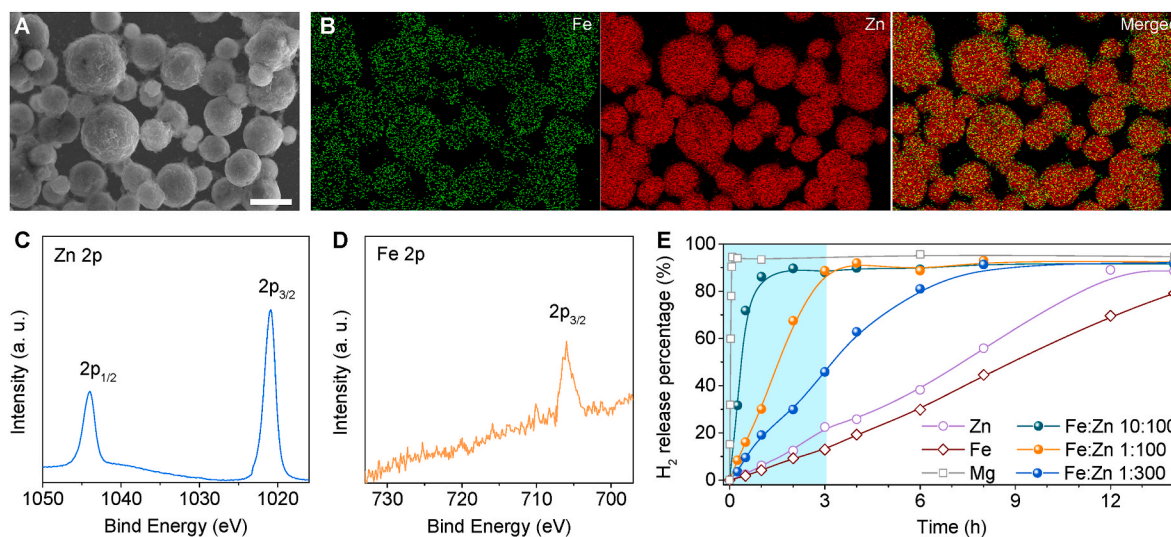 A
B
Fe
Zn
Merged
C
Zn 2p
2p1/2
2p3/2
Intensity (a. u.)
1050
1040
1030
1020
Bind Energy (eV)
D
Fe 2p
2p3/2
Intensity (a. u.)
730
720
710
700
Bind Energy (eV)
E
H2 release percentage (%)
100
80
60
40
20
0
0
3
6
9
12
Time (h)
Zn
Fe
Mg
Fe:Zn 10:100
Fe:Zn 1:100
Fe:Zn 1:300